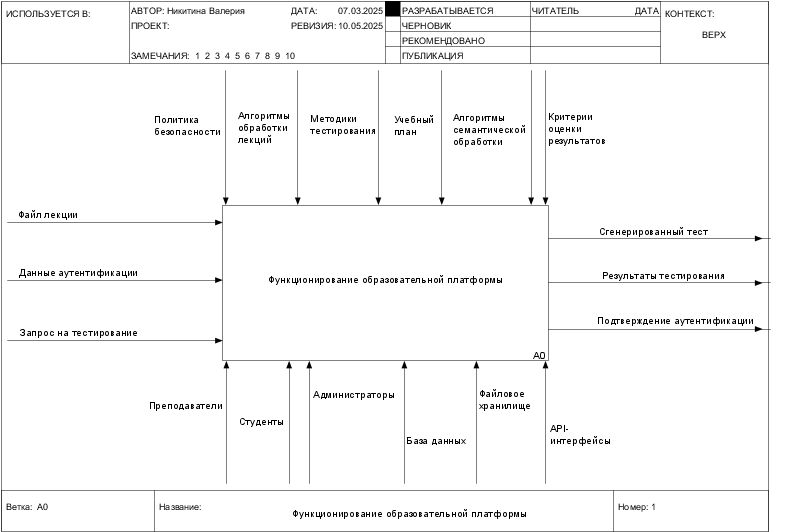 ИСПОЛЬЗУЕТСЯ В:
АВТОР: Никитина Валерия
ДАТА: 07.03.2025
РАЗРАБАТЫВАЕТСЯ
ЧИТАТЕЛЬ
ДАТА
КОНТЕКСТ:
ПРОЕКТ:
РЕВИЗИЯ: 10.05.2025
ЧЕРНОВИК
РЕКОМЕНДОВАНО
ВЕРХ
ЗАМЕЧАНИЯ: 1 2 3 4 5 6 7 8 9 10
ПУБЛИКАЦИЯ
Политика
безопасности
Алгоритмы
обработки
лекций
Методики
тестирования
Учебный
план
Алгоритмы
семантической
обработки
Критерии
оценки
результатов
Файл лекции
Данные аутентификации
Запрос на тестирование
Функционирование образовательной платформы
A0
Сгенерированный тест
Результаты тестирования
Подтверждение аутентификации
Преподаватели
Студенты
Администраторы
База данных
Файловое
хранилище
API-
интерфейсы
Ветка: A0
Название:
Функционирование образовательной платформы
Номер: 1